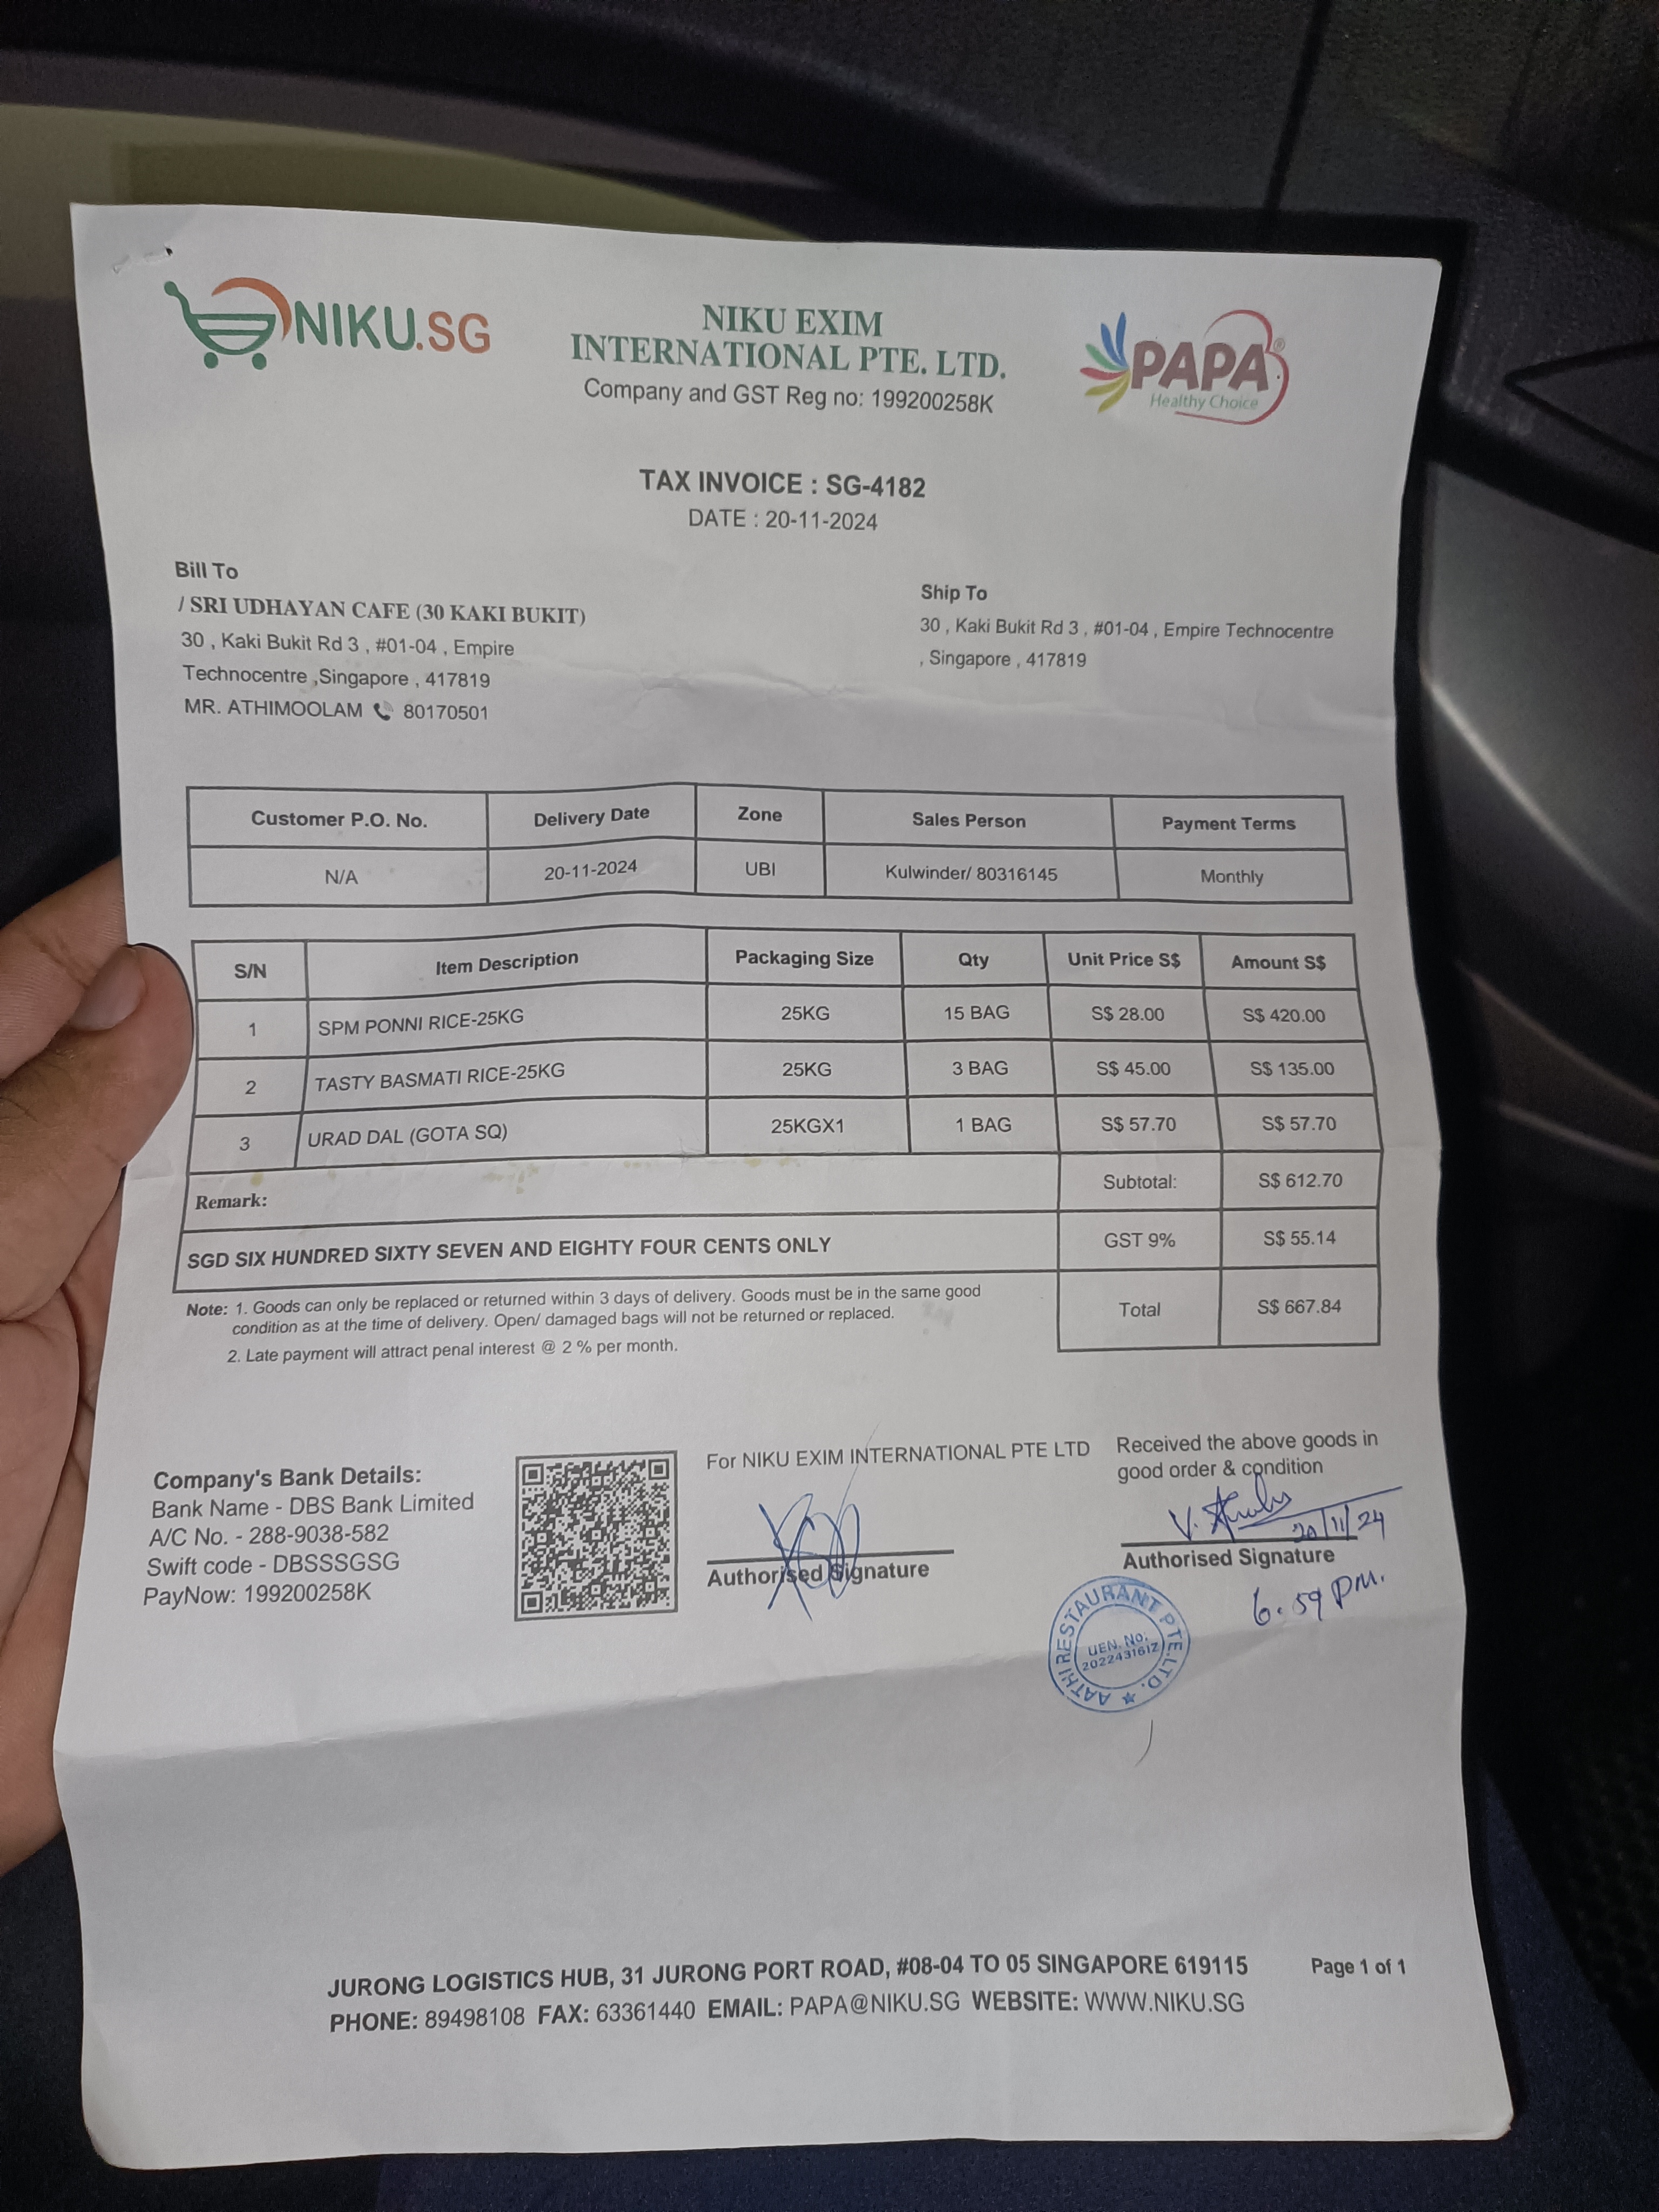 NIKU.SG
NIKU EXIM
INTERNATIONAL PTE. LTD.
Company and GST Reg no: 199200258K
PAPA®
Healthy Choice
TAX INVOICE : SG-4182
DATE : 20-11-2024
Bill To
/ SRI UDHAYAN CAFE (30 KAKI BUKIT)
30 , Kaki Bukit Rd 3 , #01-04 , Empire
Technocentre ,Singapore , 417819
MR. ATHIMOOLAM 80170501
Ship To
30 , Kaki Bukit Rd 3 , #01-04 , Empire Technocentre
, Singapore , 417819
Customer P.O. No. Delivery Date Zone Sales Person Payment Terms
N/A 20-11-2024 UBI Kulwinder/ 80316145 Monthly
S/N Item Description Packaging Size Qty Unit Price S$ Amount S$
1 SPM PONNI RICE-25KG 25KG 15 BAG S$ 28.00 S$ 420.00
2 TASTY BASMATI RICE-25KG 25KG 3 BAG S$ 45.00 S$ 135.00
3 URAD DAL (GOTA SQ) 25KGX1 1 BAG S$ 57.70 S$ 57.70
Remark: Subtotal: S$ 612.70
SGD SIX HUNDRED SIXTY SEVEN AND EIGHTY FOUR CENTS ONLY GST 9% S$ 55.14
Total S$ 667.84
Note: 1. Goods can only be replaced or returned within 3 days of delivery. Goods must be in the same good
condition as at the time of delivery. Open/ damaged bags will not be returned or replaced.
2. Late payment will attract penal interest @ 2 % per month.
Company's Bank Details:
Bank Name - DBS Bank Limited
A/C No. - 288-9038-582
Swift code - DBSSSGSG
PayNow: 199200258K
For NIKU EXIM INTERNATIONAL PTE LTD
Authorised Signature
Received the above goods in
good order & condition
V.
20/11/24
Authorised Signature
6.59 PM.
AATHI RESTAURANT PTE.LTD.
UEN. No:
202243161Z
JURONG LOGISTICS HUB, 31 JURONG PORT ROAD, #08-04 TO 05 SINGAPORE 619115
Page 1 of 1
PHONE: 89498108 FAX: 63361440 EMAIL: PAPA@NIKU.SG WEBSITE: WWW.NIKU.SG